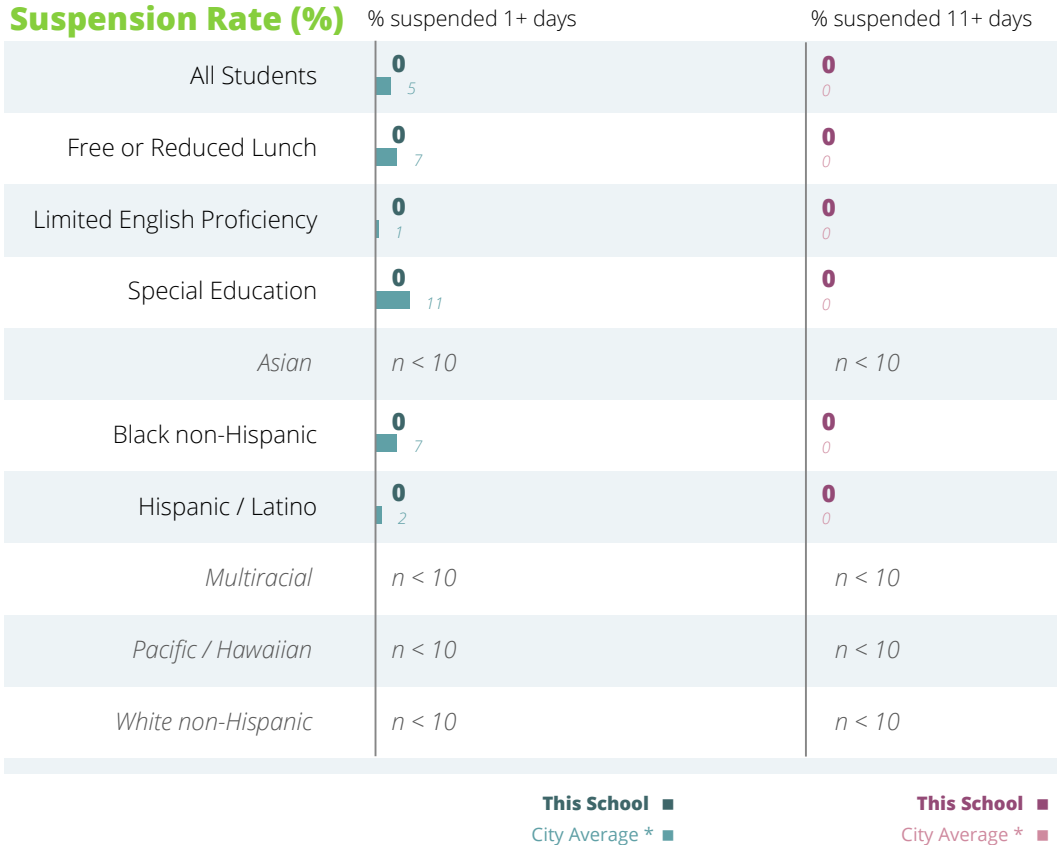 Suspension Rate (%) % suspended 1+ days % suspended 11+ days
All Students 0 0
5 0
Free or Reduced Lunch 0 0
7 0
Limited English Proficiency 0 0
1 0
Special Education 0 0
11 0
Asian n < 10 n < 10
Black non-Hispanic 0 0
7 0
Hispanic / Latino 0 0
2 0
Multiracial n < 10 n < 10
Pacific / Hawaiian n < 10 n < 10
White non-Hispanic n < 10 n < 10
This School This School
City Average * City Average *